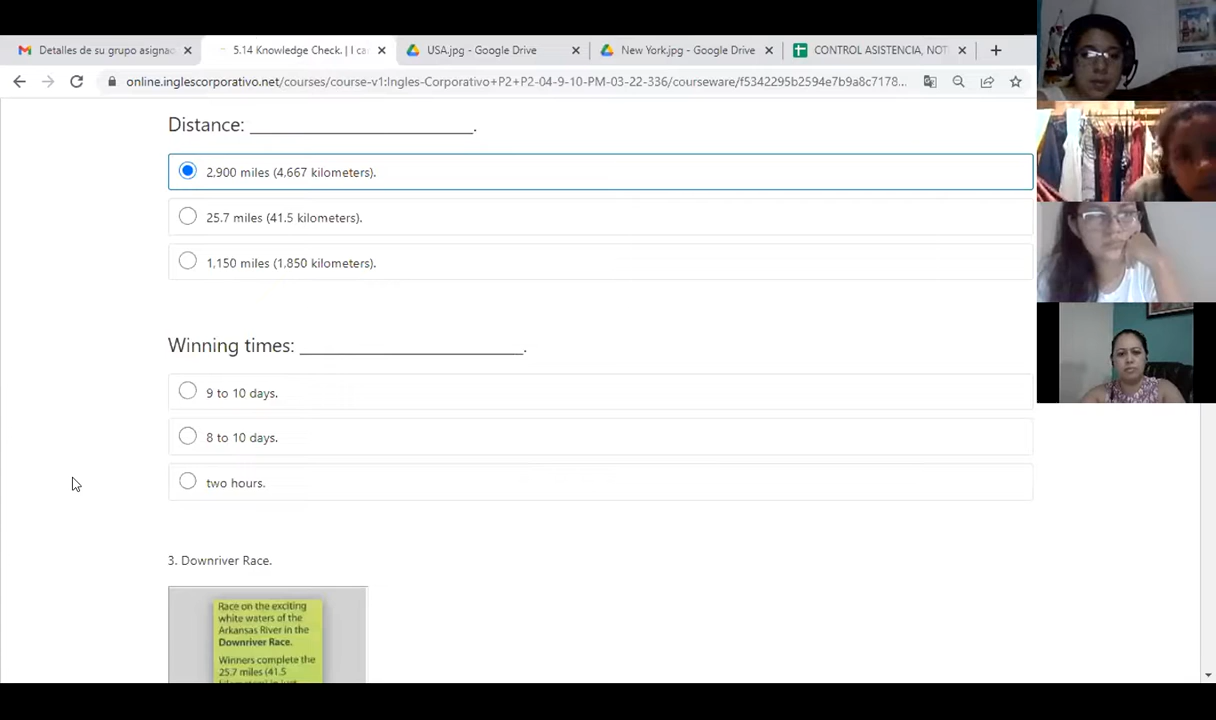 Detalles de su grupo asignac
5.14 Knowledge Check. | I ca
USA.jpg - Google Drive
New York.jpg - Google Drive
CONTROL ASISTENCIA, NOT
online.inglescorporativo.net/courses/course-v1:Ingles-Corporativo+P2+P2-04-9-10-PM-03-22-336/courseware/f5342295b2594e7b9a8c7178...
Distance: ________________________.
2,900 miles (4,667 kilometers).
25.7 miles (41.5 kilometers).
1,150 miles (1,850 kilometers).
Winning times: ________________________.
9 to 10 days.
8 to 10 days.
two hours.
3. Downriver Race.
Race on the exciting
white waters of the
Arkansas River in the
Downriver Race.
Winners complete the
25.7 miles (41.5